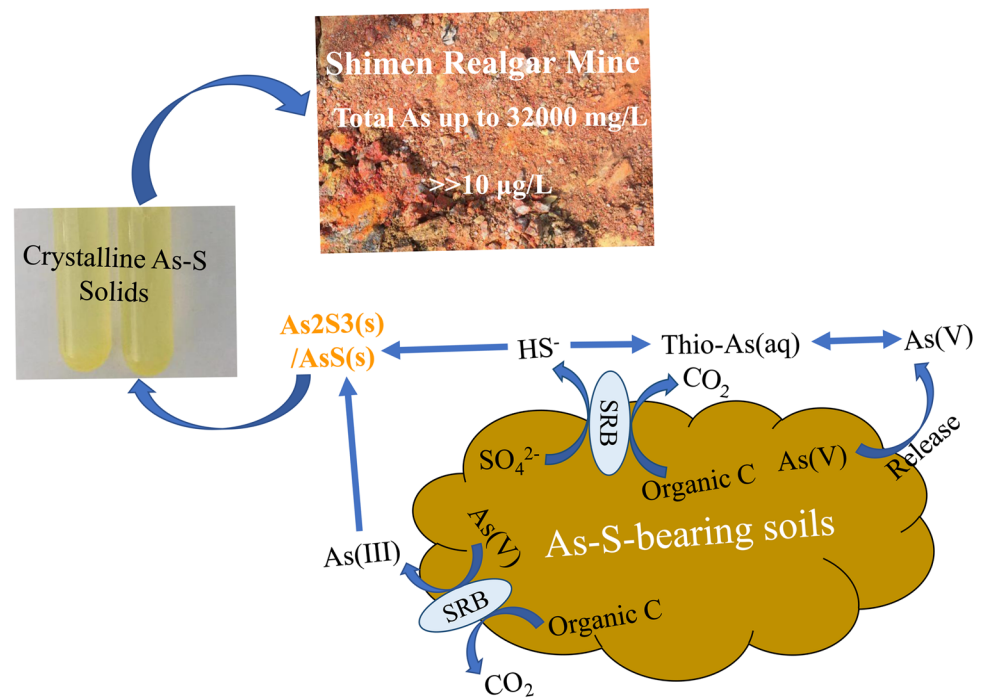 Shimen Realgar Mine
Total As up to 32000 mg/L
>>10 μg/L
Crystalline As-S
Solids
As2S3(s)
/AsS(s)
HS⁻
Thio-As(aq)
As(V)
CO₂
SRB
SO₄²⁻
Organic C
As(V)
Release
As-S-bearing soils
As(V)
As(III)
SRB
Organic C
CO₂